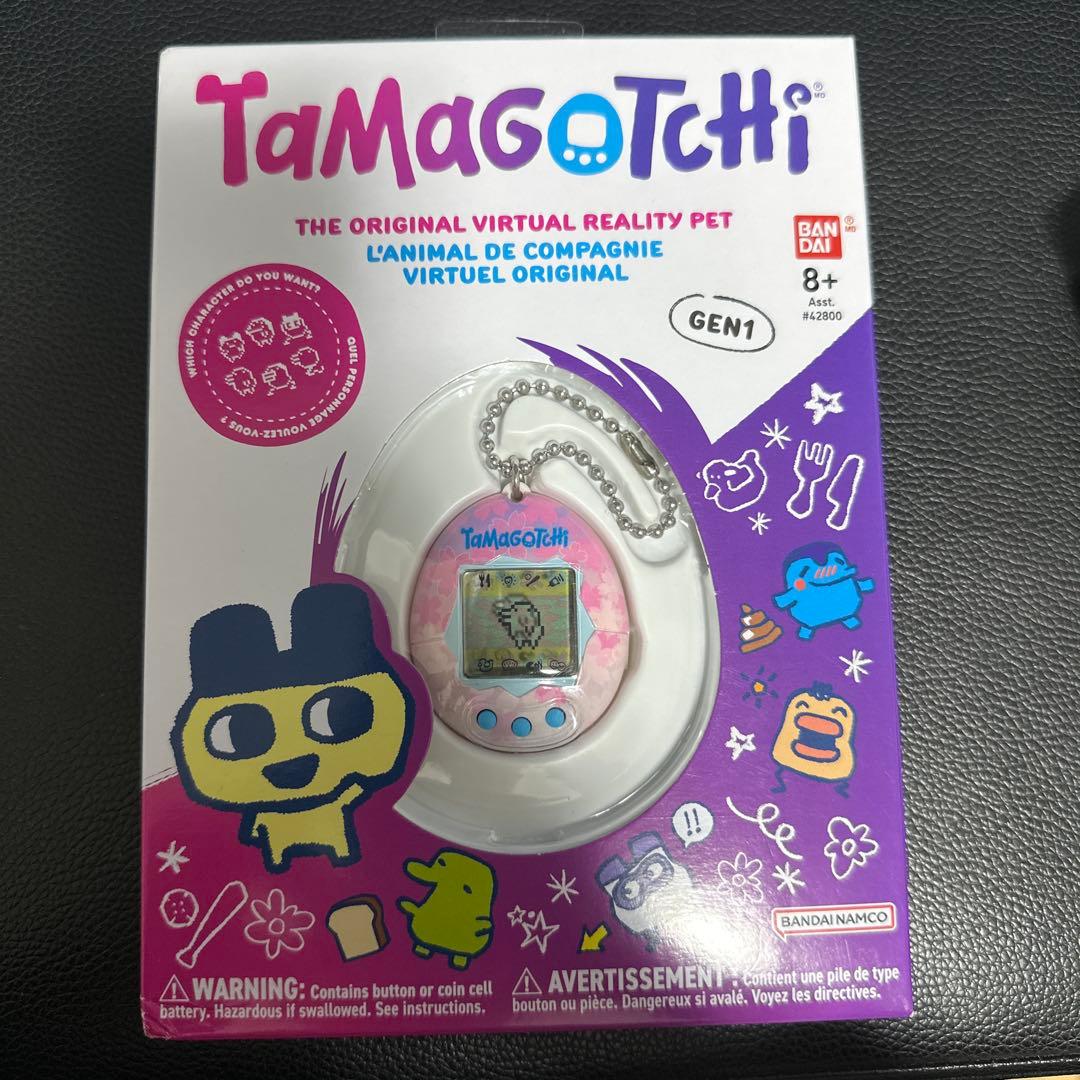 TaMaGoTcHi
® MD
THE ORIGINAL VIRTUAL REALITY PET
L'ANIMAL DE COMPAGNIE
VIRTUEL ORIGINAL
BAN
DAI
® MD
8+
Asst.
#42800
WHICH CHARACTER DO YOU WANT?
QUEL PERSONNAGE VOULEZ-VOUS ?
GEN1
TaMaGoTcHi
!!
BANDAI NAMCO
WARNING: Contains button or coin cell
battery. Hazardous if swallowed. See instructions.
AVERTISSEMENT : Contient une pile de type
bouton ou pièce. Dangereux si avalé. Voyez les directives.